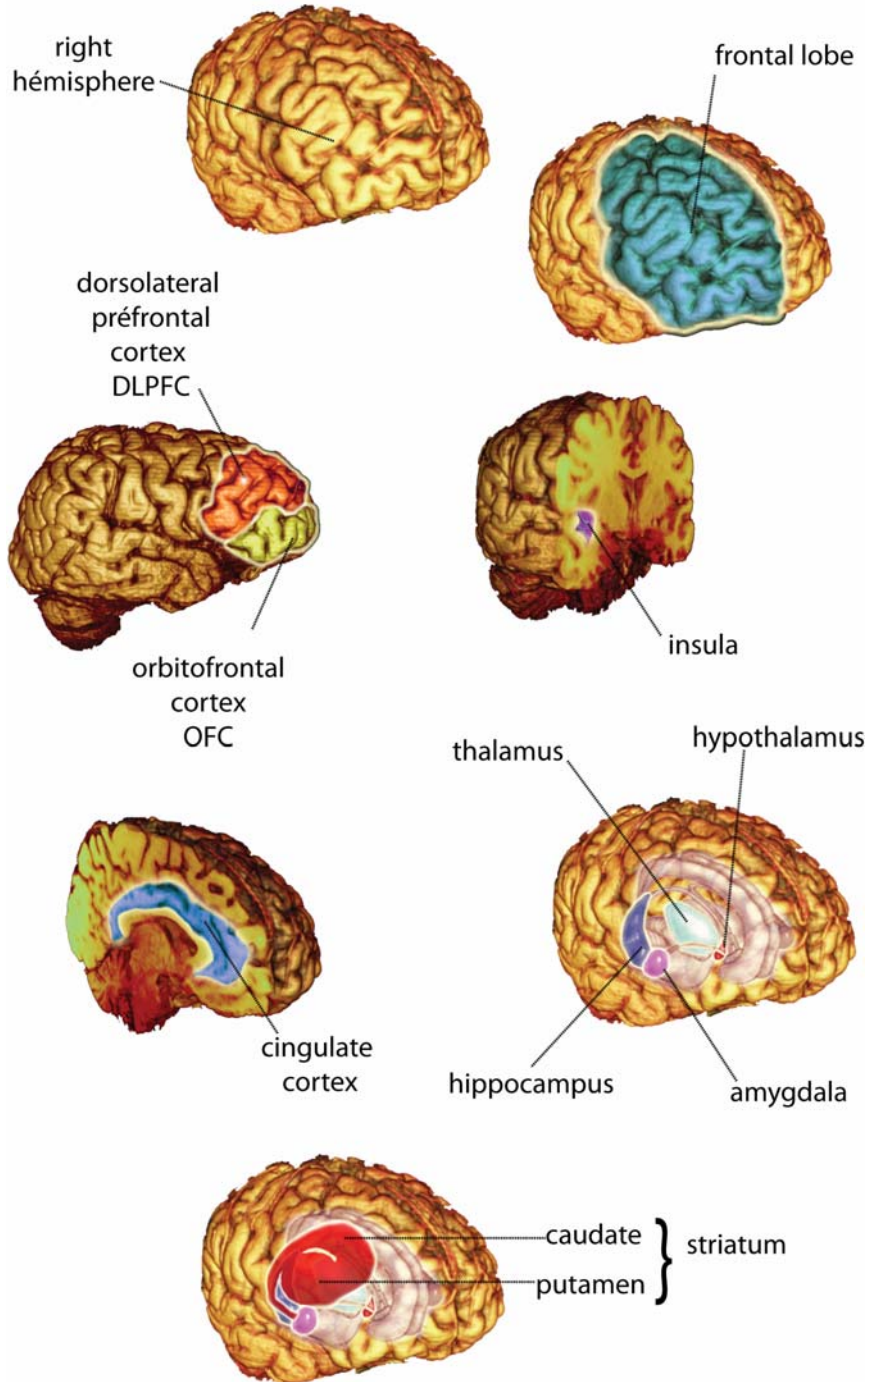 right
hémisphere
frontal lobe
dorsolateral
préfrontal
cortex
DLPFC
insula
orbitofrontal
cortex
OFC
thalamus
hypothalamus
cingulate
cortex
hippocampus
amygdala
caudate
putamen
} striatum